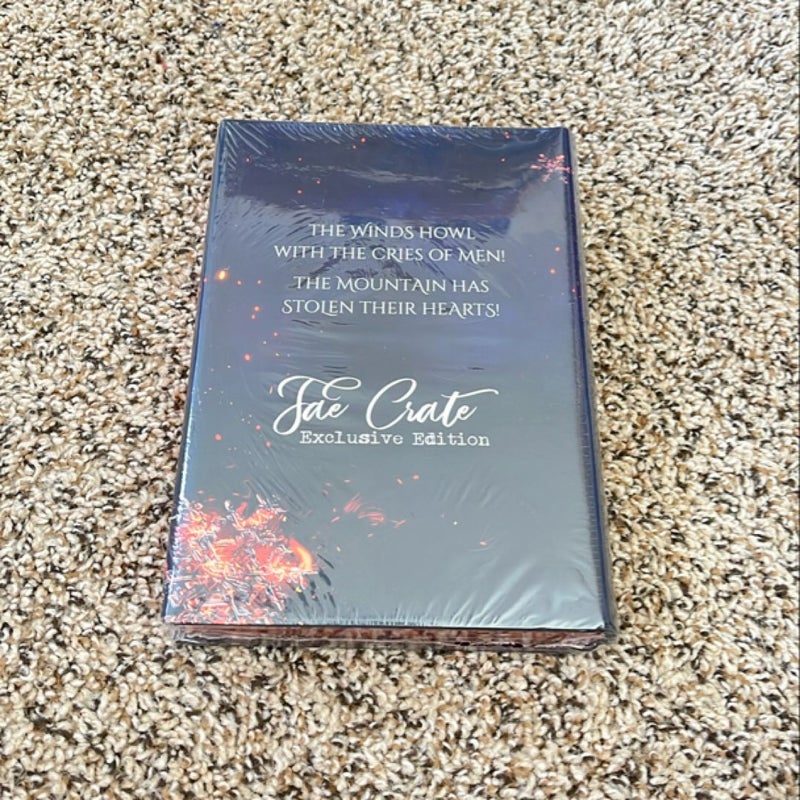 THE WINDS HOWL
WITH THE CRIES OF MEN!
THE MOUNTAIN HAS
STOLEN THEIR HEARTS!
Fae Crate
Exclusive Edition